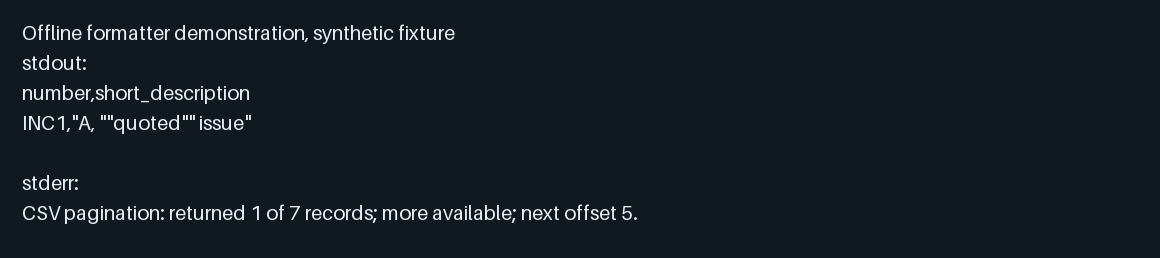 Offline formatter demonstration, synthetic fixture
stdout:
number,short_description
INC1,"A, ""quoted"" issue"
stderr:
CSV pagination: returned 1 of 7 records; more available; next offset 5.